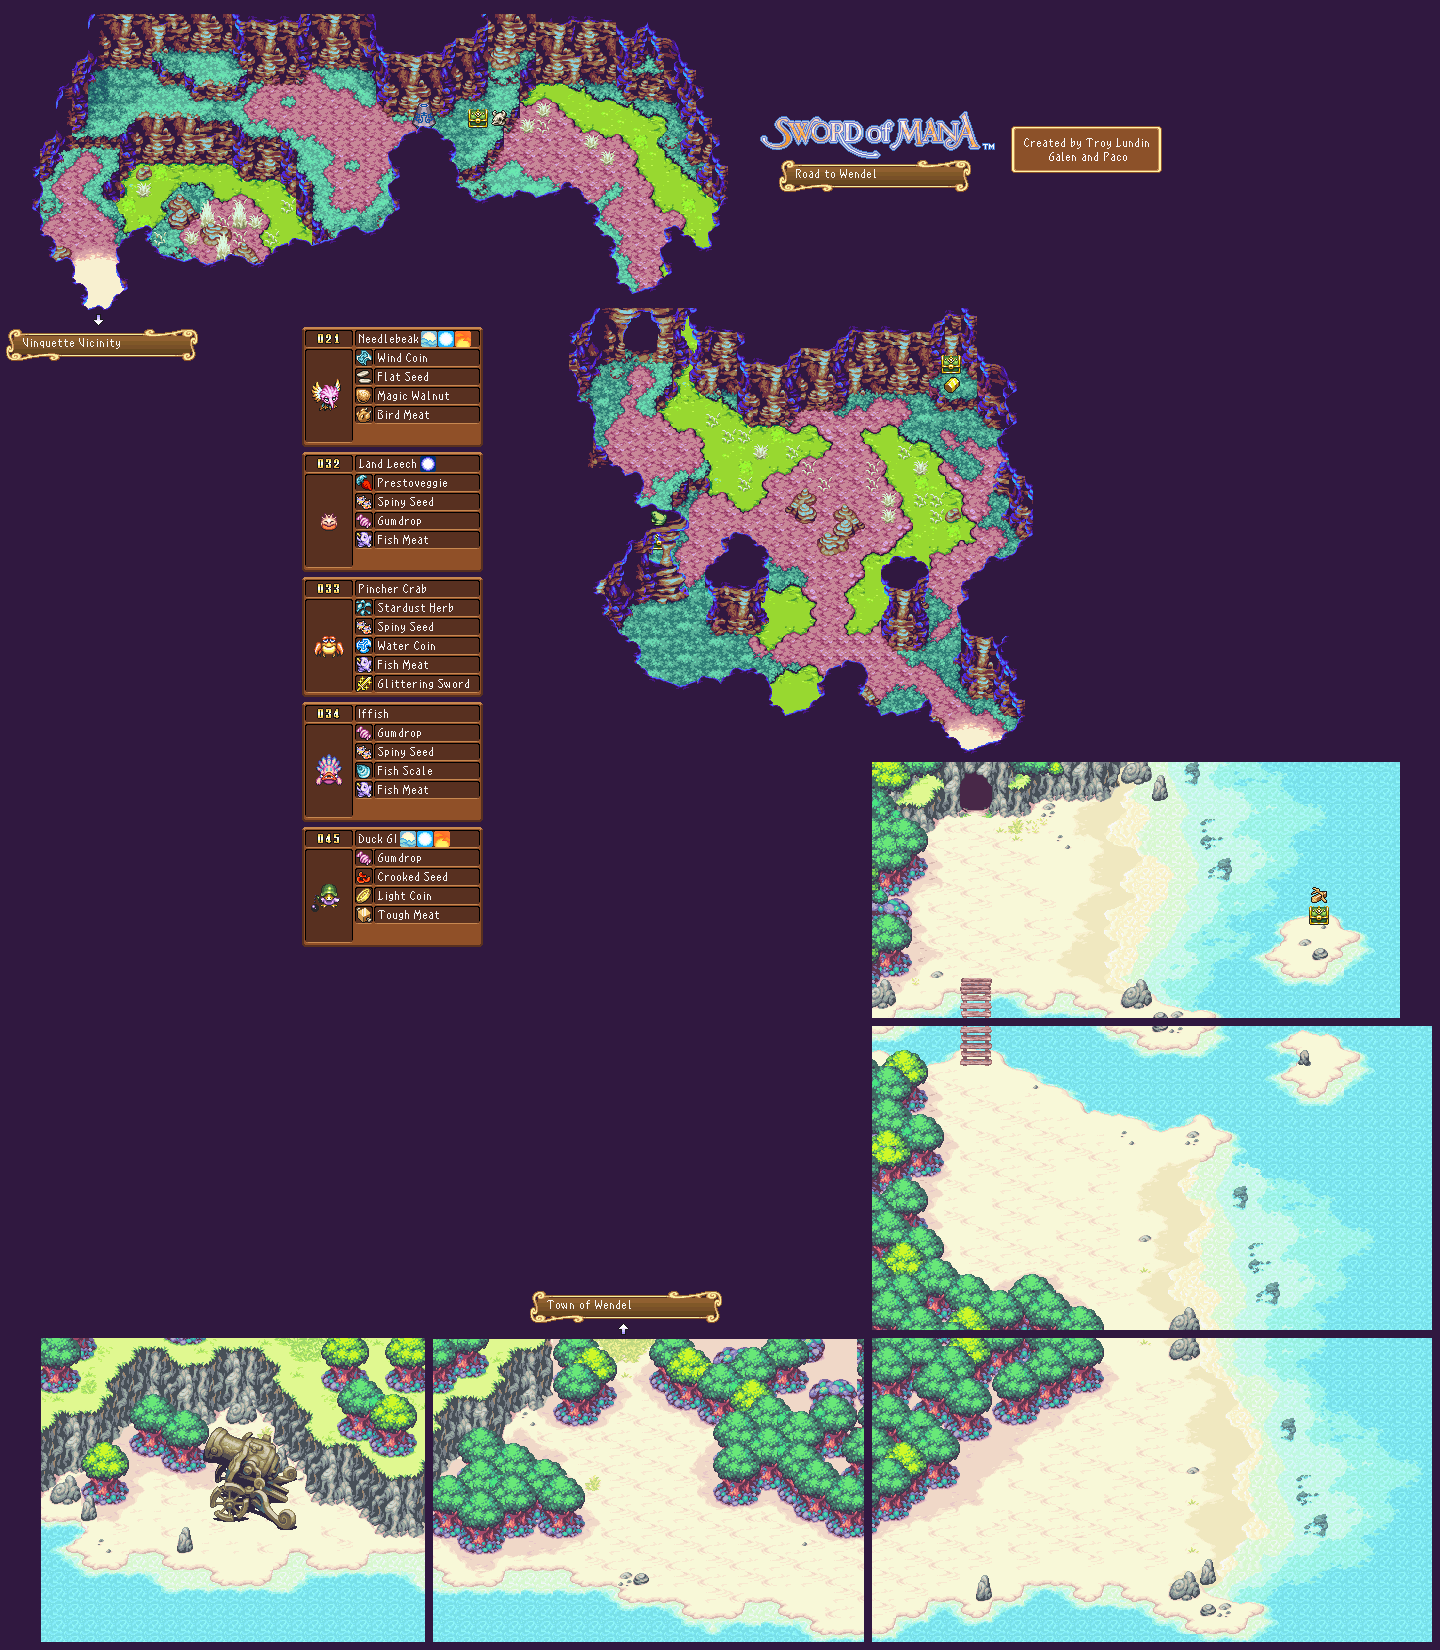 SWORD of MANA™
Road to Wendel
Created by Troy Lundin
Galen and Paco
Vinquette Vicinity
021 Needlebeak
Wind Coin
Flat Seed
Magic Walnut
Bird Meat
032 Land Leech
Prestoveggie
Spiny Seed
Gumdrop
Fish Meat
033 Pincher Crab
Stardust Herb
Spiny Seed
Water Coin
Fish Meat
Glittering Sword
034 Iffish
Gumdrop
Spiny Seed
Fish Scale
Fish Meat
045 Duck GI
Gumdrop
Crooked Seed
Light Coin
Tough Meat
Town of Wendel